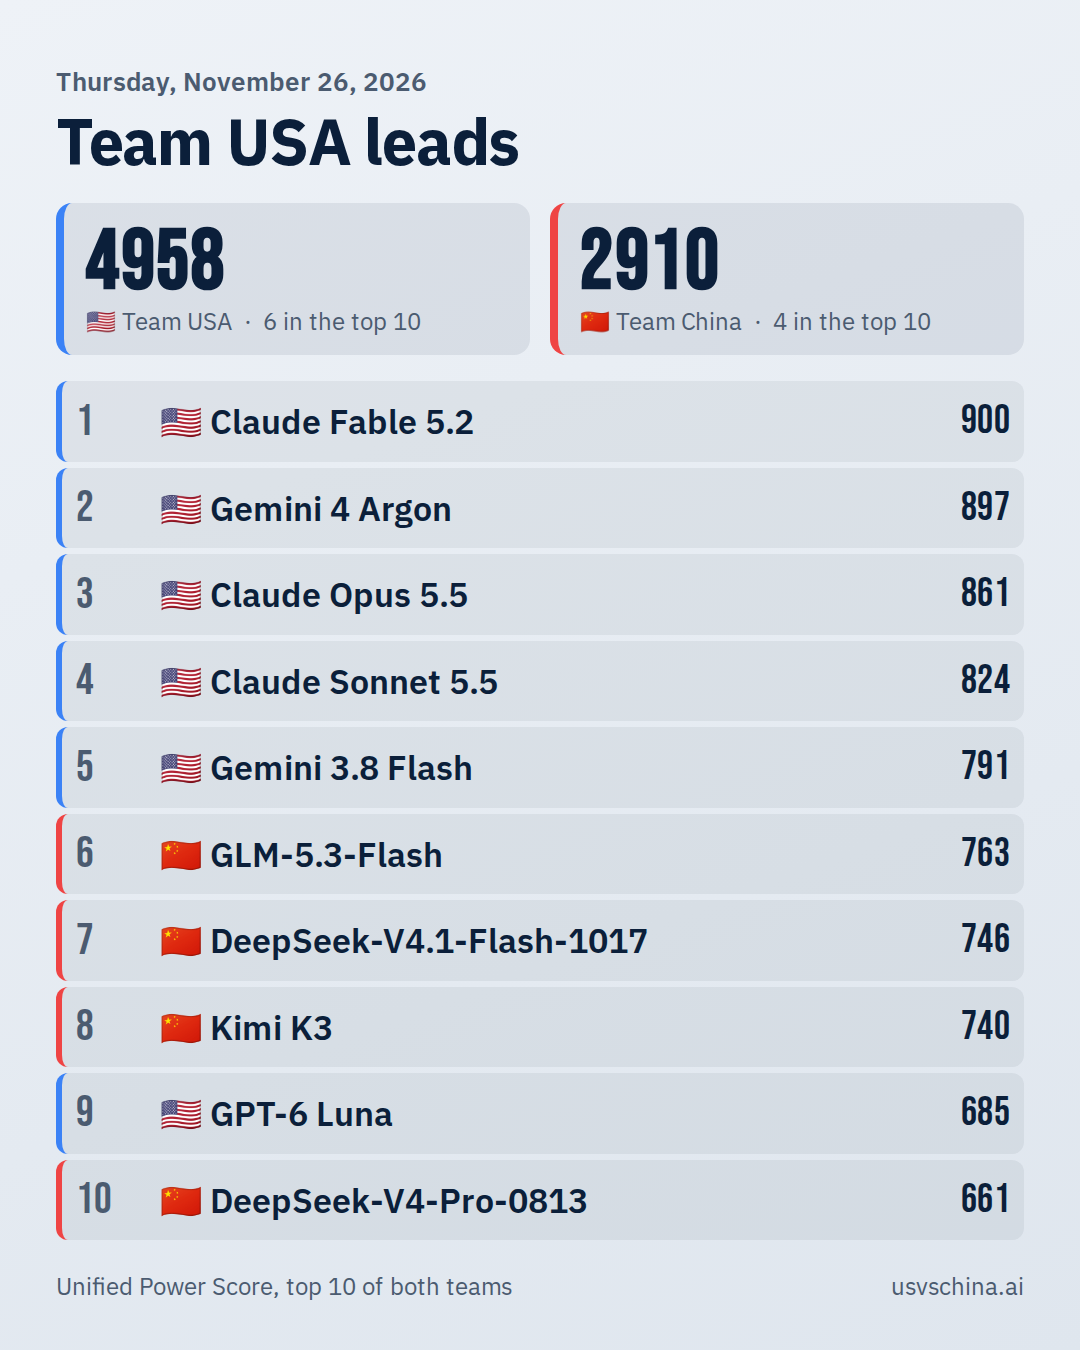 Thursday, November 26, 2026
Team USA leads
4958
🇺🇸 Team USA · 6 in the top 10
2910
🇨🇳 Team China · 4 in the top 10
1 🇺🇸 Claude Fable 5.2 900
2 🇺🇸 Gemini 4 Argon 897
3 🇺🇸 Claude Opus 5.5 861
4 🇺🇸 Claude Sonnet 5.5 824
5 🇺🇸 Gemini 3.8 Flash 791
6 🇨🇳 GLM-5.3-Flash 763
7 🇨🇳 DeepSeek-V4.1-Flash-1017 746
8 🇨🇳 Kimi K3 740
9 🇺🇸 GPT-6 Luna 685
10 🇨🇳 DeepSeek-V4-Pro-0813 661
Unified Power Score, top 10 of both teams usvschina.ai